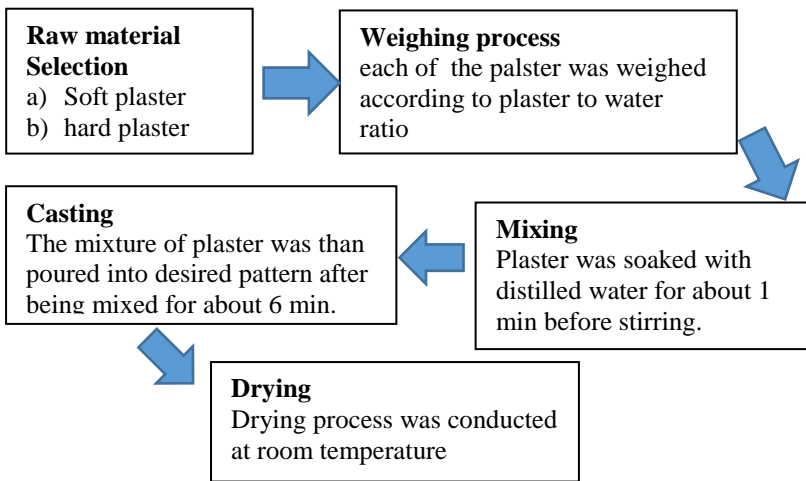 Raw material
Selection
a) Soft plaster
b) hard plaster
Weighing process
each of the palster was weighed
according to plaster to water
ratio
Mixing
Plaster was soaked with
distilled water for about 1
min before stirring.
Casting
The mixture of plaster was than
poured into desired pattern after
being mixed for about 6 min.
Drying
Drying process was conducted
at room temperature